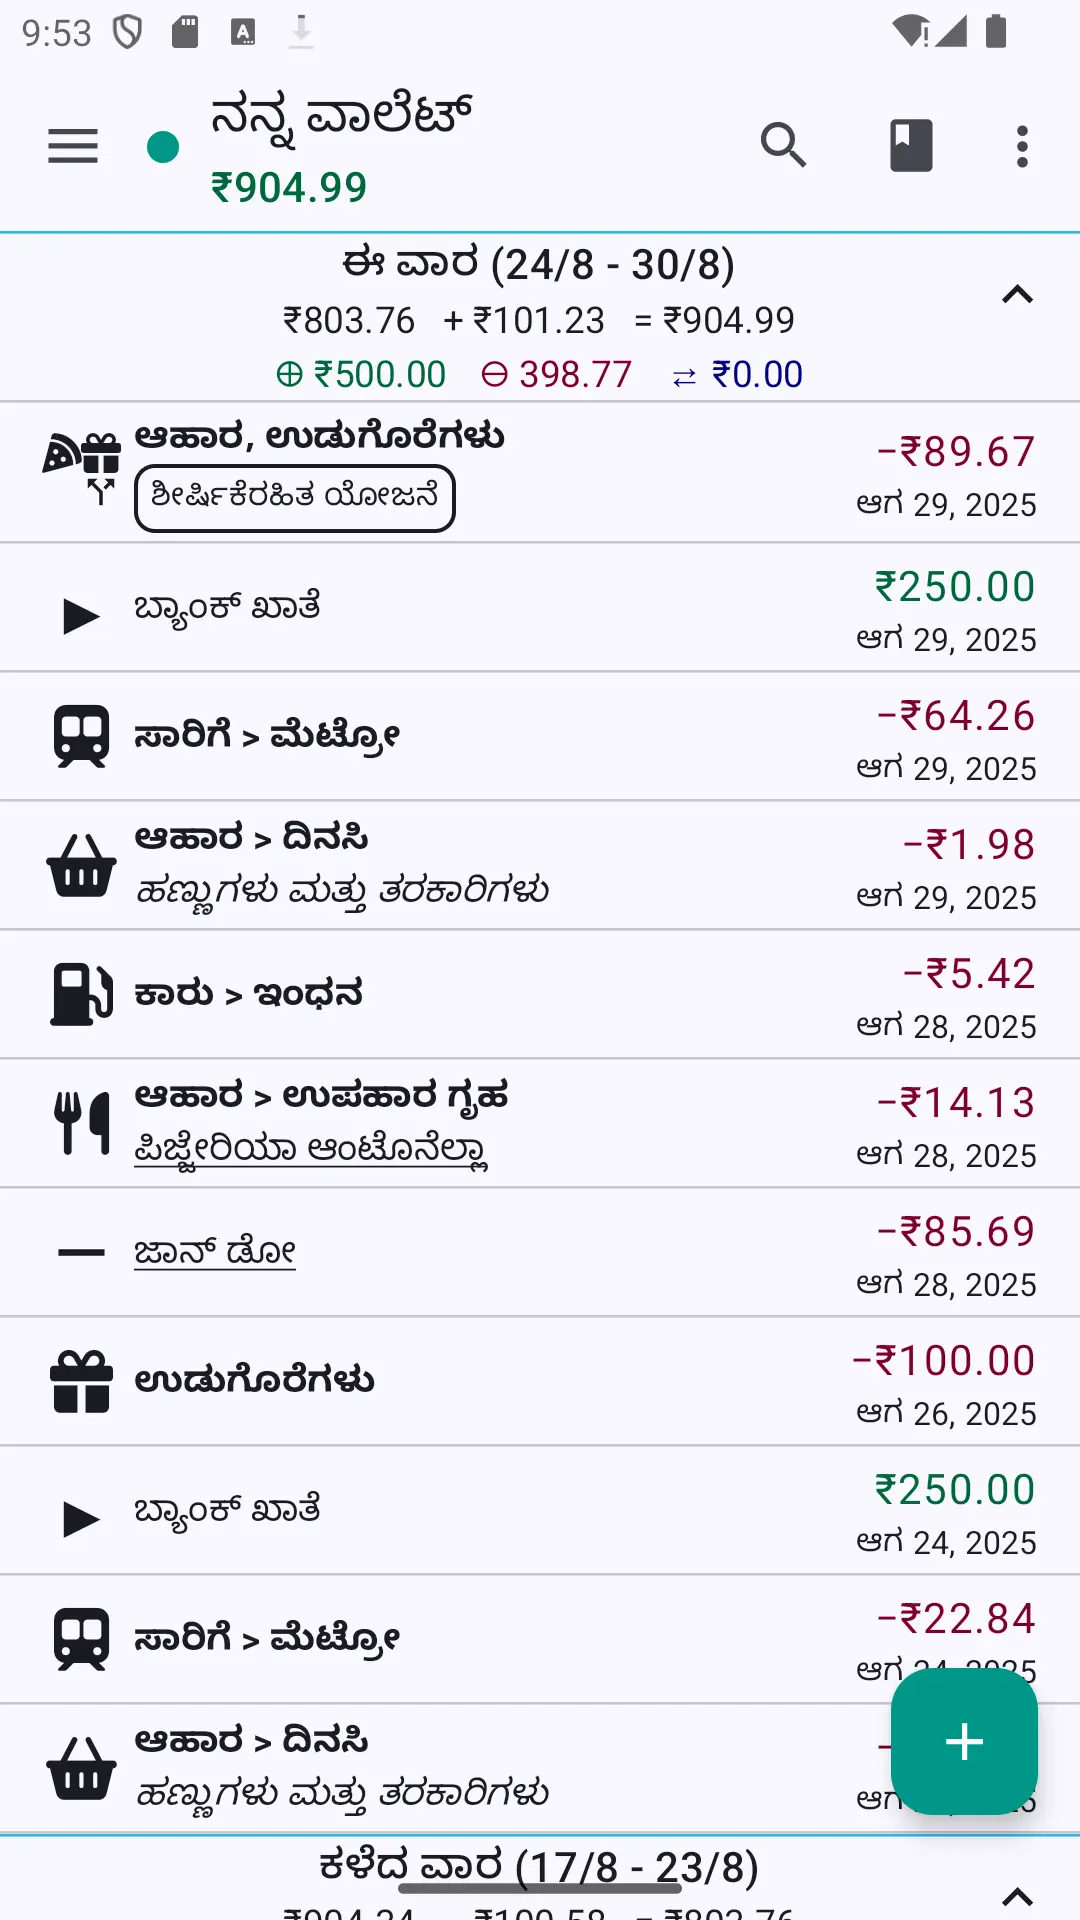 9:53
ನನ್ನ ವಾಲೆಟ್
₹904.99
ಈ ವಾರ (24/8 - 30/8)
₹803.76 + ₹101.23 = ₹904.99
⊕ ₹500.00 ⊖ 398.77 ⇄ ₹0.00
ಆಹಾರ, ಉಡುಗೊರೆಗಳು
−₹89.67
ಶೀರ್ಷಿಕೆರಹಿತ ಯೋಜನೆ
ಆಗ 29, 2025
ಬ್ಯಾಂಕ್ ಖಾತೆ
₹250.00
ಆಗ 29, 2025
ಸಾರಿಗೆ > ಮೆಟ್ರೋ
−₹64.26
ಆಗ 29, 2025
ಆಹಾರ > ದಿನಸಿ
−₹1.98
ಹಣ್ಣುಗಳು ಮತ್ತು ತರಕಾರಿಗಳು
ಆಗ 29, 2025
ಕಾರು > ಇಂಧನ
−₹5.42
ಆಗ 28, 2025
ಆಹಾರ > ಉಪಹಾರ ಗೃಹ
−₹14.13
ಪಿಜ್ಜೇರಿಯಾ ಆಂಟೊನೆಲ್ಲಾ
ಆಗ 28, 2025
ಜಾನ್ ಡೋ
−₹85.69
ಆಗ 28, 2025
ಉಡುಗೊರೆಗಳು
−₹100.00
ಆಗ 26, 2025
ಬ್ಯಾಂಕ್ ಖಾತೆ
₹250.00
ಆಗ 24, 2025
ಸಾರಿಗೆ > ಮೆಟ್ರೋ
−₹22.84
ಆಗ 24, 2025
ಆಹಾರ > ದಿನಸಿ
ಹಣ್ಣುಗಳು ಮತ್ತು ತರಕಾರಿಗಳು
ಆಗ
ಕಳೆದ ವಾರ (17/8 - 23/8)